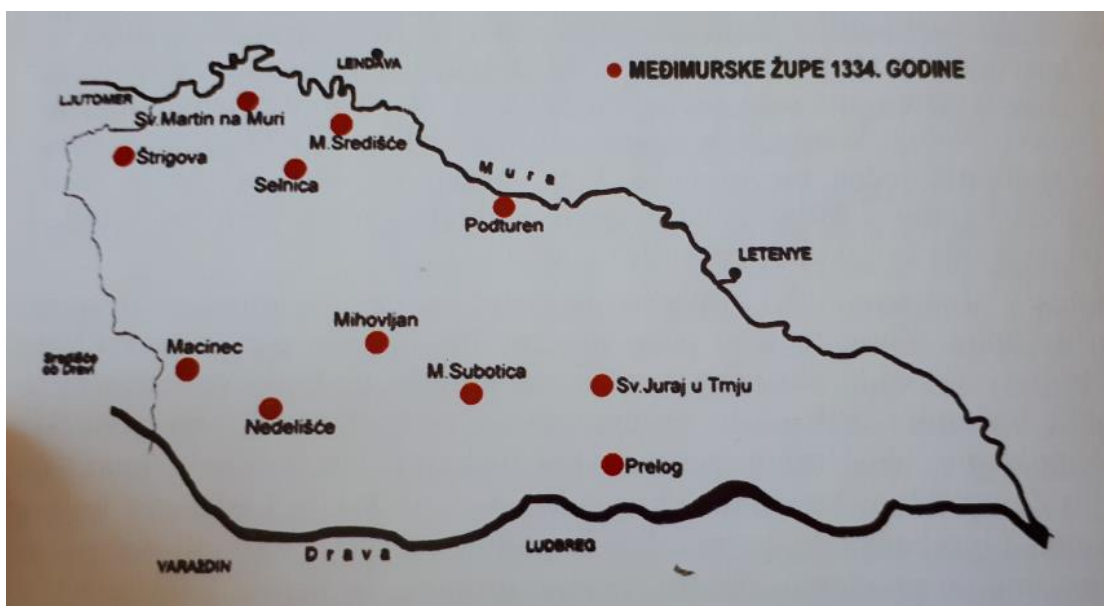 LENDAVA
MEĐIMURSKE ŽUPE 1334. GODINE
LJUTOMER
Sv.Martin na Muri
M.Središće
Štrigova
Selnica
Mura
Podturen
LETENYE
Mihovljan
Macinec
Središče
ob Dravi
M.Subotica
Sv.Juraj u Trnju
Nedelišće
Prelog
Drava
LUDBREG
VARAŽDIN